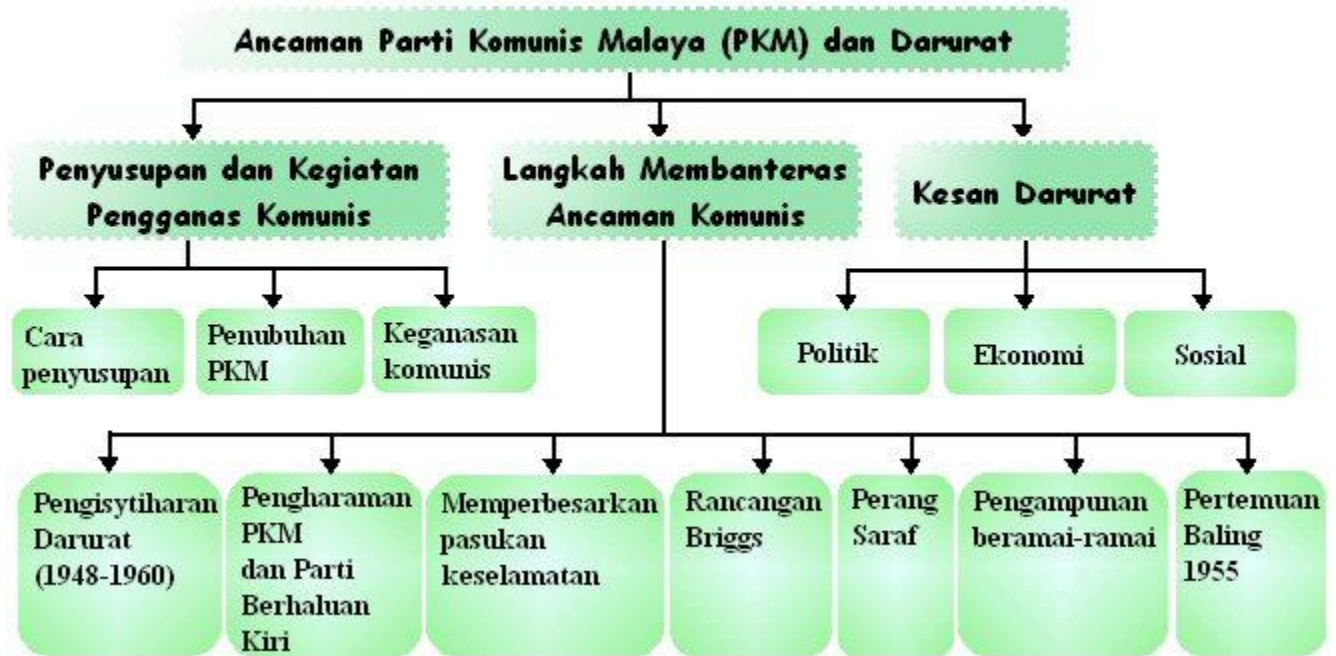 Ancaman Parti Komunis Malaya (PKM) dan Darurat
Penyusupan dan Kegiatan
Pengganas Komunis
Langkah Membanteras
Ancaman Komunis
Kesan Darurat
Cara
penyusupan
Penubuhan
PKM
Keganasan
komunis
Politik
Ekonomi
Sosial
Pengisytiharan
Darurat
(1948-1960)
Pengharaman
PKM
dan Parti
Berhaluan
Kiri
Memperbesarkan
pasukan
keselamatan
Rancangan
Briggs
Perang
Saraf
Pengampunan
beramai-ramai
Pertemuan
Baling
1955